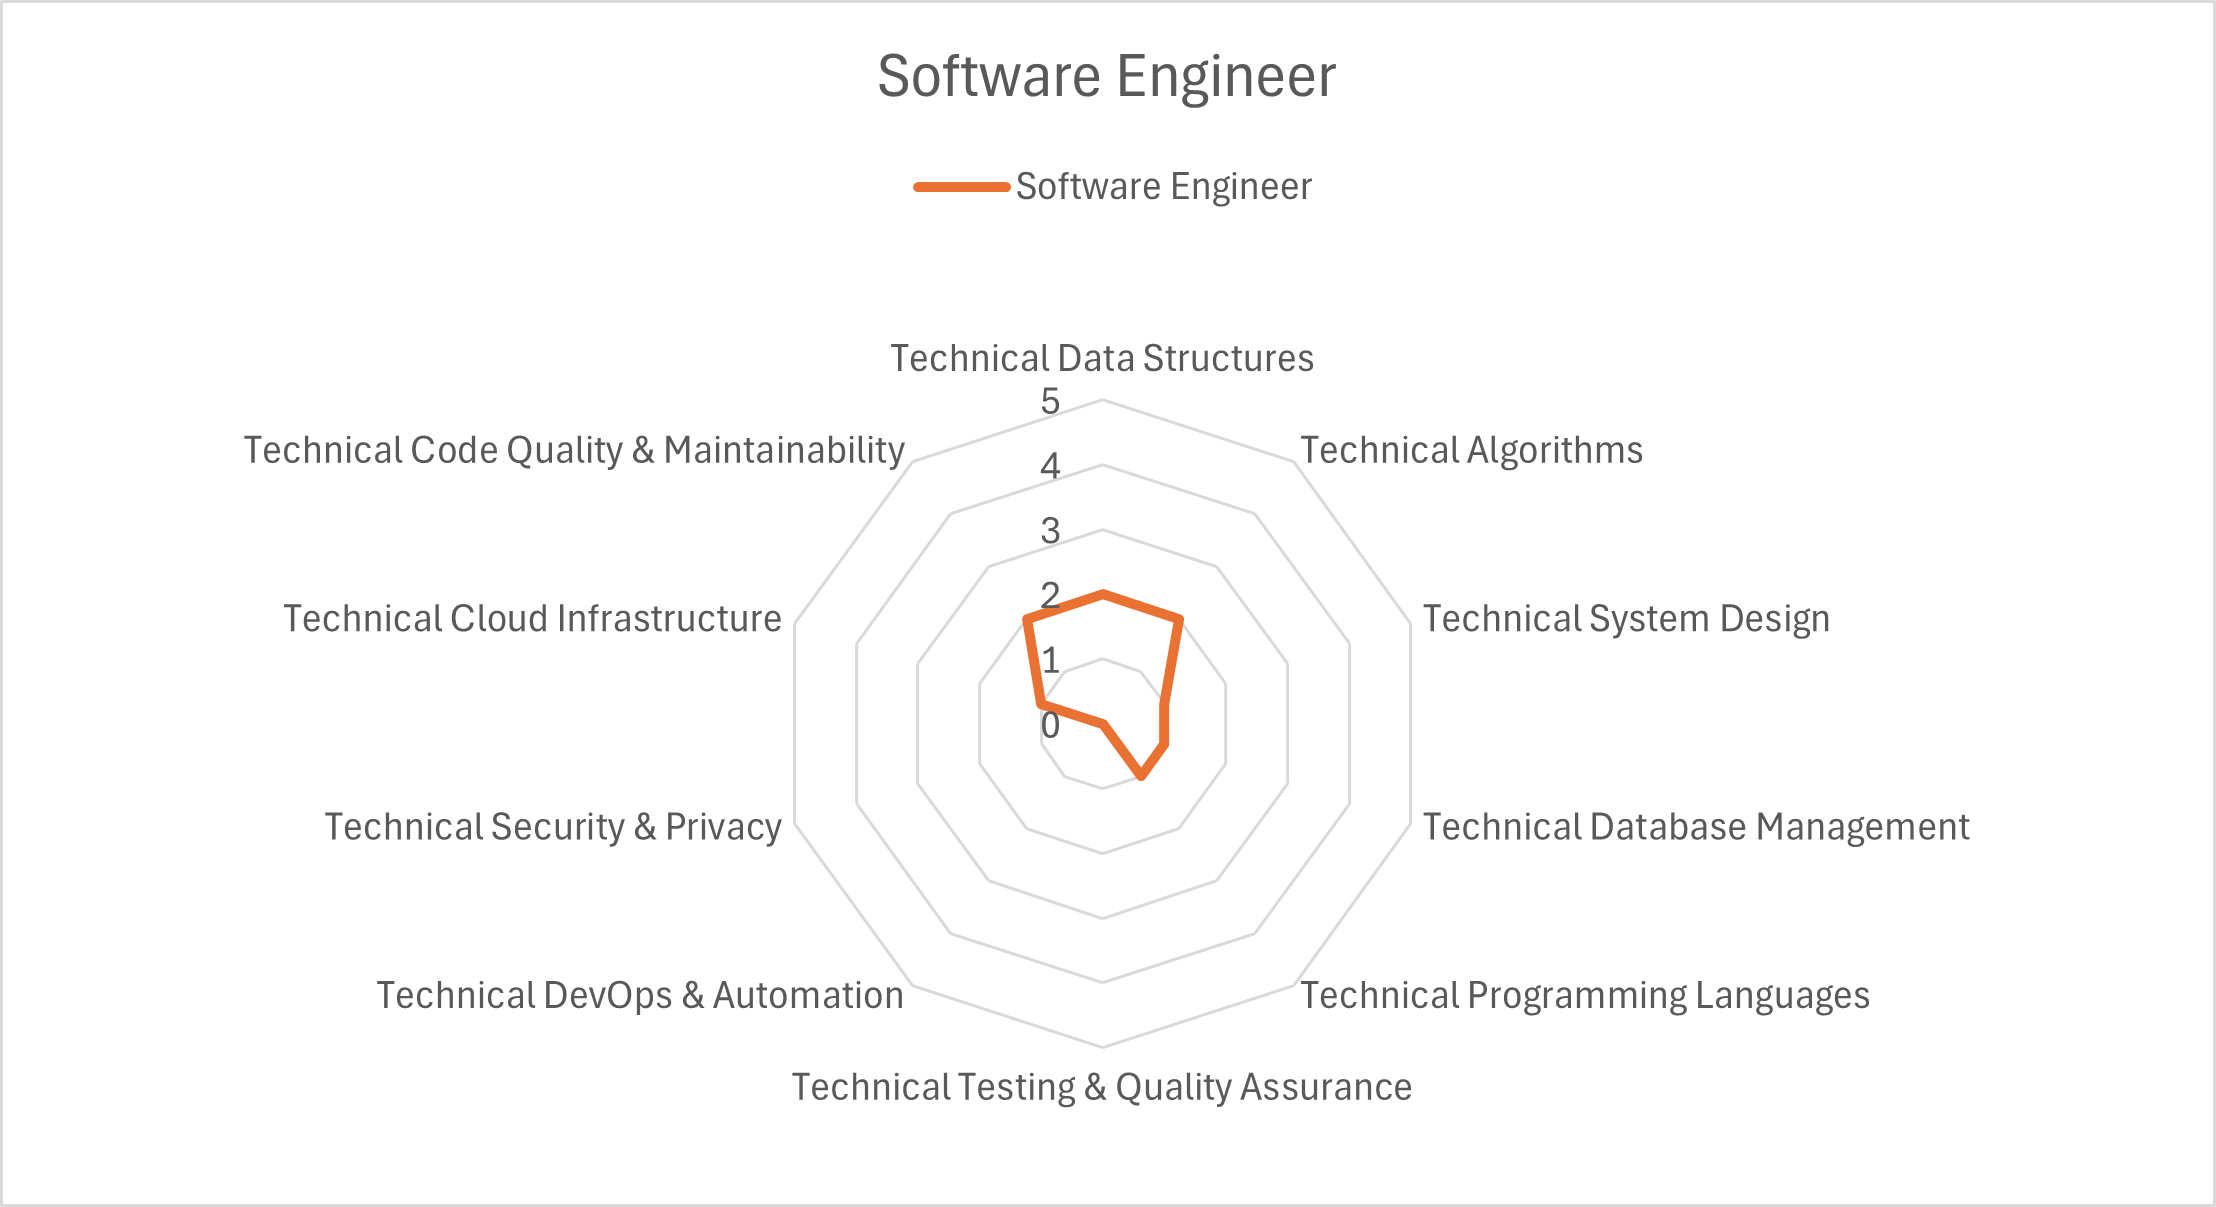 Software Engineer
Software Engineer
Technical Data Structures
5
Technical Code Quality & Maintainability
Technical Algorithms
4
3
2
Technical Cloud Infrastructure
Technical System Design
1
0
Technical Security & Privacy
Technical Database Management
Technical DevOps & Automation
Technical Programming Languages
Technical Testing & Quality Assurance